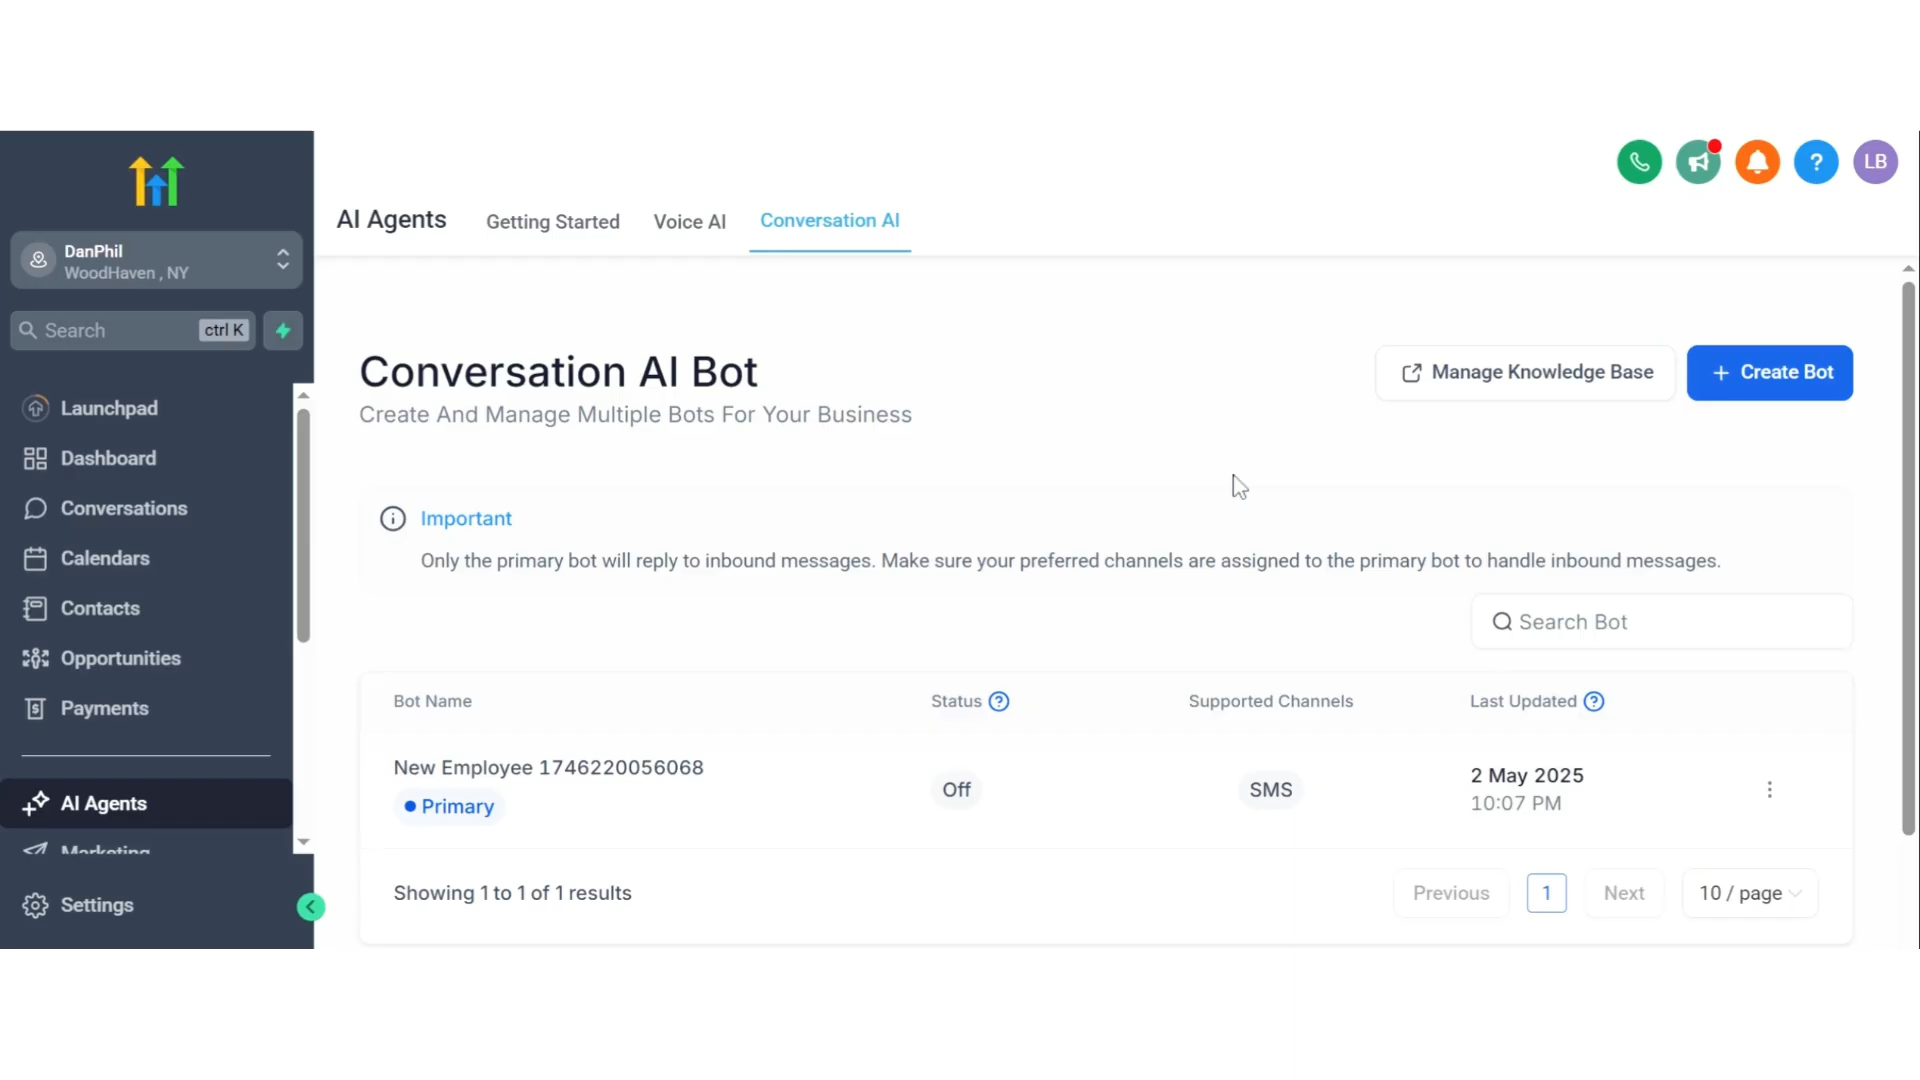 DanPhil
WoodHaven , NY
Search
ctrl K
Launchpad
Dashboard
Conversations
Calendars
Contacts
Opportunities
Payments
AI Agents
Marketing
Settings
AI Agents
Getting Started
Voice AI
Conversation AI
LB
Conversation AI Bot
Create And Manage Multiple Bots For Your Business
Manage Knowledge Base
+ Create Bot
Important
Only the primary bot will reply to inbound messages. Make sure your preferred channels are assigned to the primary bot to handle inbound messages.
Search Bot
Bot Name
Status ?
Supported Channels
Last Updated ?
New Employee 1746220056068
Primary
Off
SMS
2 May 2025
10:07 PM
Showing 1 to 1 of 1 results
Previous
1
Next
10 / page